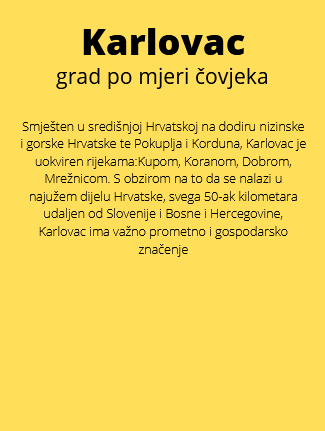 Karlovac
grad po mjeri čovjeka
Smješten u središnjoj Hrvatskoj na dodiru nizinske
i gorske Hrvatske te Pokuplja i Korduna, Karlovac je
uokviren rijekama:Kupom, Koranom, Dobrom,
Mrežnicom. S obzirom na to da se nalazi u
najužem dijelu Hrvatske, svega 50-ak kilometara
udaljen od Slovenije i Bosne i Hercegovine,
Karlovac ima važno prometno i gospodarsko
značenje